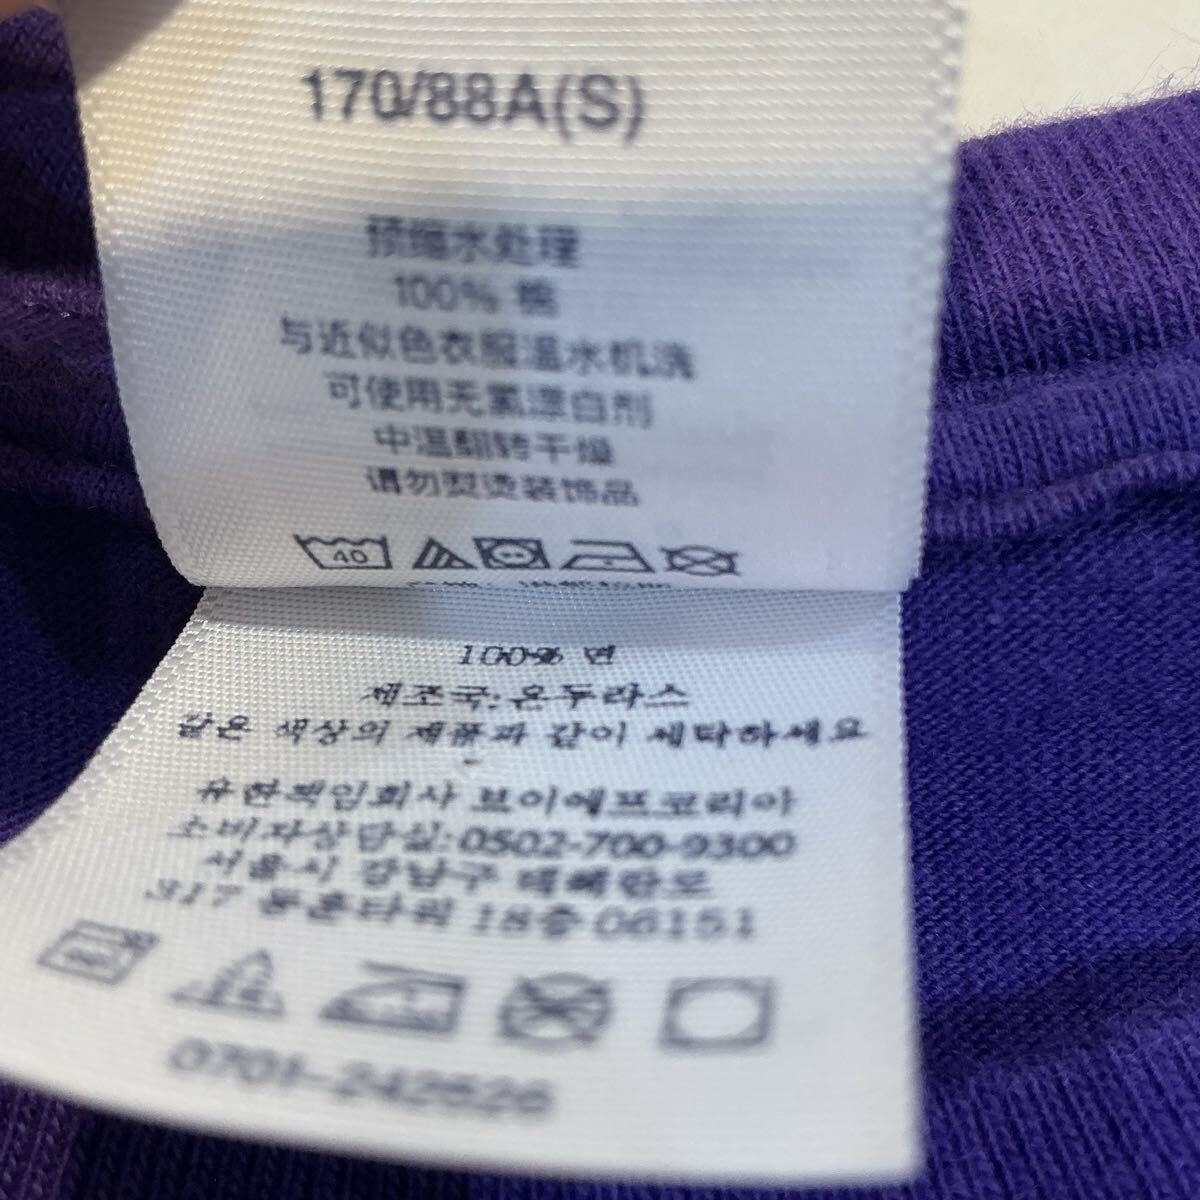 170/88A(S)
预缩水处理
100% 棉
与近似色衣服温水机洗
可使用无氯漂白剂
中温翻转干燥
请勿熨烫装饰品
40
100% 면
제조국: 온두라스
같은 색상의 제품과 같이 세탁하세요
유한책임회사 브이에프코리아
소비자상담실:0502-700-9300
서울시 강남구 테헤란로
317 동훈타워 18층 06151
0701-242626